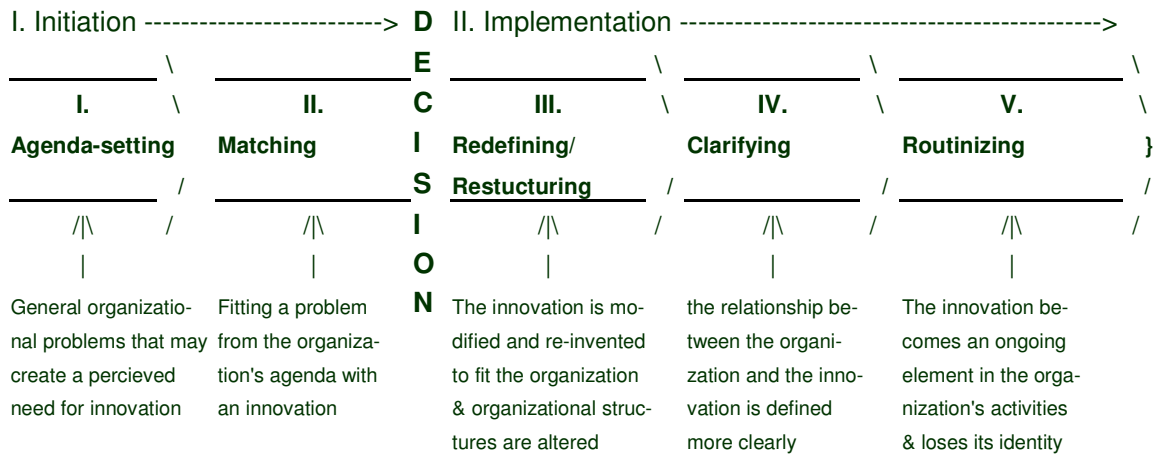 I. Initiation ------------------------> DECISION II. Implementation ------------------------------------------>
I.
Agenda-setting
General organizatio-
nal problems that may
create a percieved
need for innovation
II.
Matching
Fitting a problem
from the organiza-
tion's agenda with
an innovation
III.
Redefining/
Restucturing
The innovation is mo-
dified and re-invented
to fit the organization
& organizational struc-
tures are altered
IV.
Clarifying
the relationship be-
tween the organi-
zation and the inno-
vation is defined
more clearly
V.
Routinizing
The innovation be-
comes an ongoing
element in the orga-
nization's activities
& loses its identity